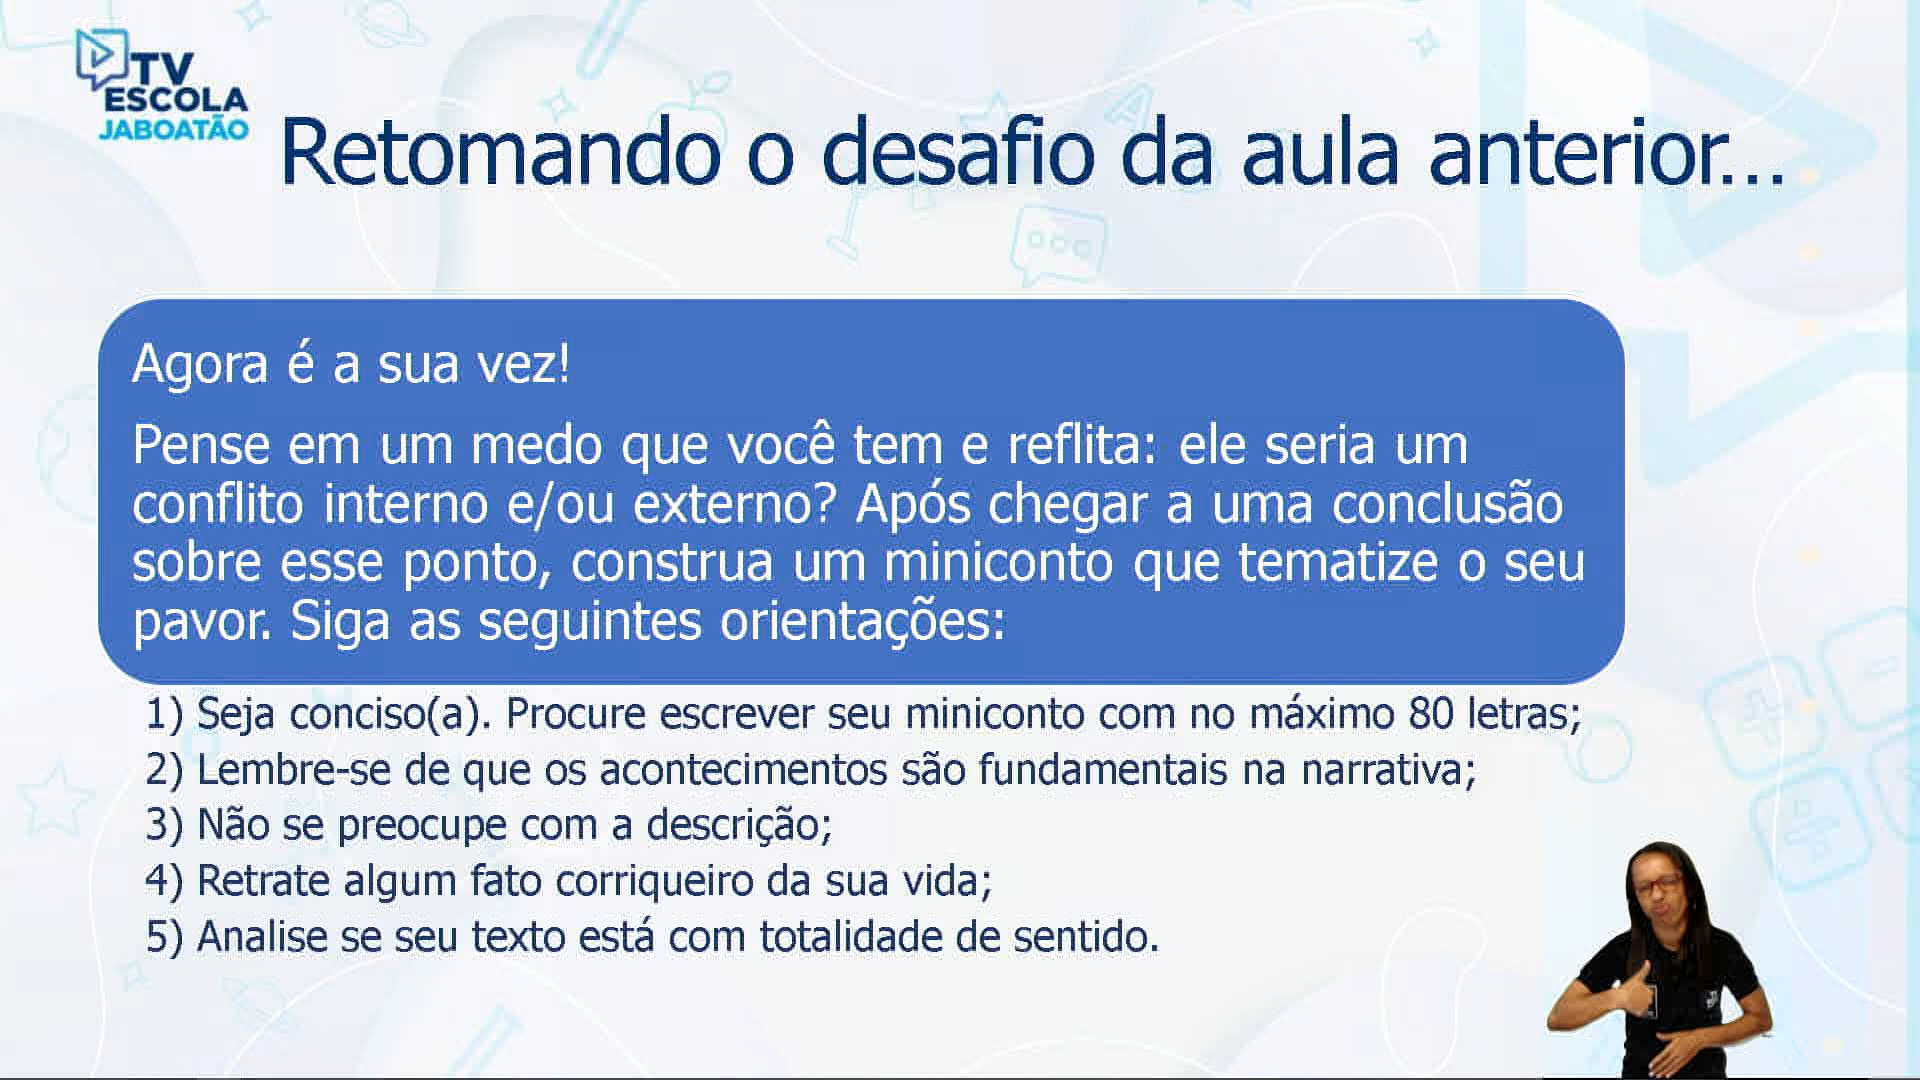 TV
ESCOLA
JABOATÃO
Retomando o desafio da aula anterior...
Agora é a sua vez!
Pense em um medo que você tem e reflita: ele seria um
conflito interno e/ou externo? Após chegar a uma conclusão
sobre esse ponto, construa um miniconto que tematize o seu
pavor. Siga as seguintes orientações:
1) Seja conciso(a). Procure escrever seu miniconto com no máximo 80 letras;
2) Lembre-se de que os acontecimentos são fundamentais na narrativa;
3) Não se preocupe com a descrição;
4) Retrate algum fato corriqueiro da sua vida;
5) Analise se seu texto está com totalidade de sentido.